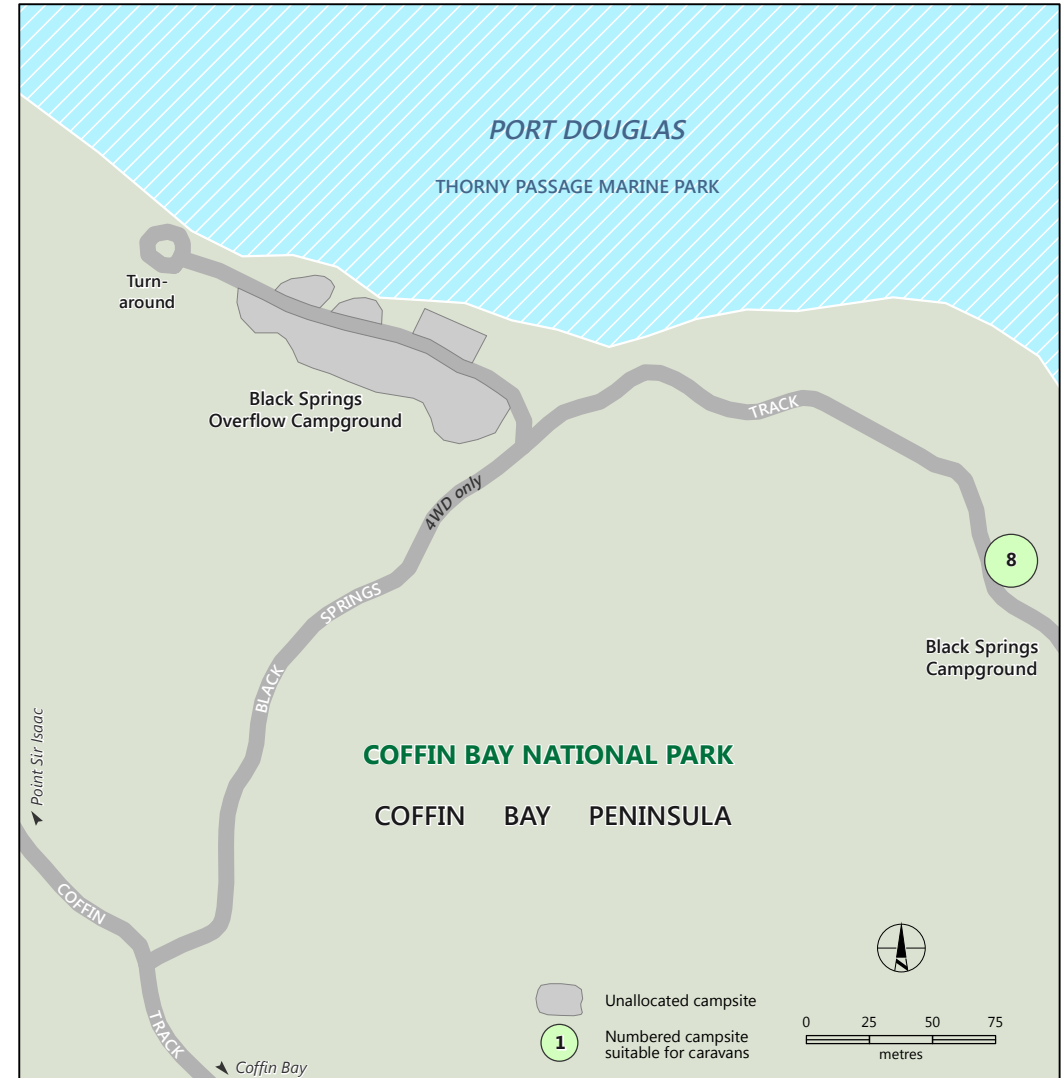 PORT DOUGLAS
THORNY PASSAGE MARINE PARK
Turn-
around
Black Springs
Overflow Campground
TRACK
4WD only
SPRINGS
BLACK
8
Black Springs
Campground
Point Sir Isaac
COFFIN BAY NATIONAL PARK
COFFIN BAY PENINSULA
COFFIN
TRACK
Coffin Bay
N
Unallocated campsite
1
Numbered campsite
suitable for caravans
0 25 50 75
metres